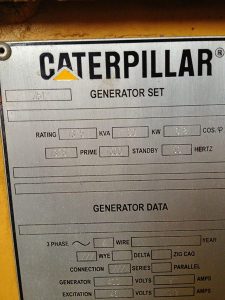 CATERPILLAR®
GENERATOR SET
RATING KVA KW COS.φ
PRIME STANDBY HERTZ
GENERATOR DATA
3 PHASE WIRE YEAR
WYE DELTA ZIG ZAG
CONNECTION SERIES PARALLEL
GENERATOR VOLTS AMPS
EXCITATION VOLTS AMPS